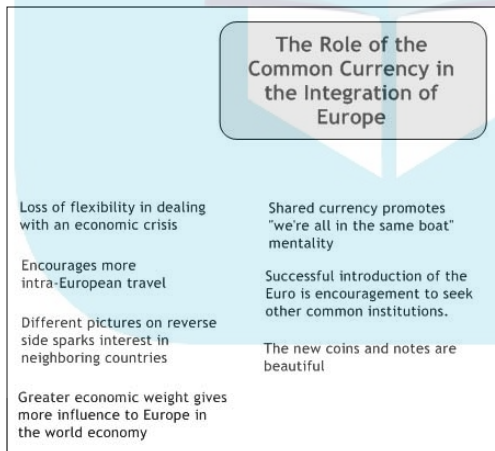 The Role of the
Common Currency in
the Integration of
Europe
Loss of flexibility in dealing
with an economic crisis
Encourages more
intra-European travel
Different pictures on reverse
side sparks interest in
neighboring countries
Greater economic weight gives
more influence to Europe in
the world economy
Shared currency promotes
"we're all in the same boat"
mentality
Successful introduction of the
Euro is encouragement to seek
other common institutions.
The new coins and notes are
beautiful